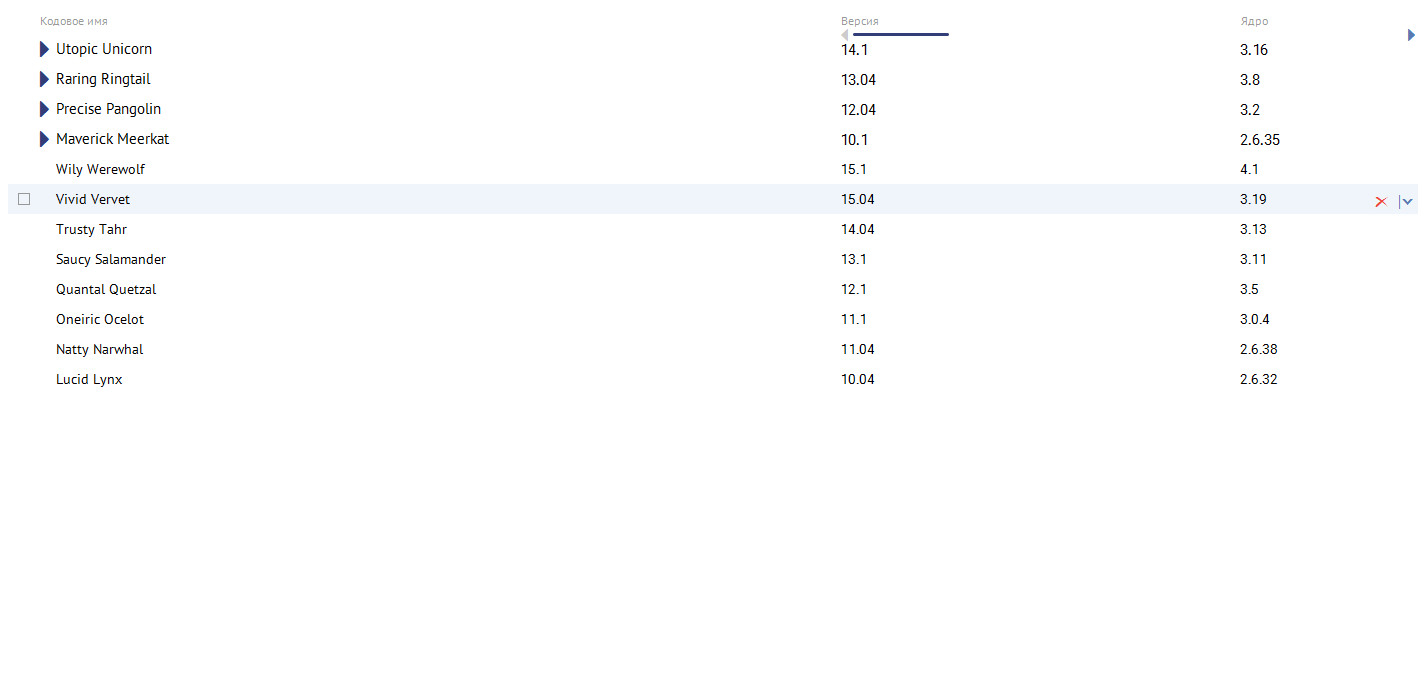 Кодовое имя Версия Ядро
Utopic Unicorn 14.1 3.16
Raring Ringtail 13.04 3.8
Precise Pangolin 12.04 3.2
Maverick Meerkat 10.1 2.6.35
Wily Werewolf 15.1 4.1
Vivid Vervet 15.04 3.19
Trusty Tahr 14.04 3.13
Saucy Salamander 13.1 3.11
Quantal Quetzal 12.1 3.5
Oneiric Ocelot 11.1 3.0.4
Natty Narwhal 11.04 2.6.38
Lucid Lynx 10.04 2.6.32